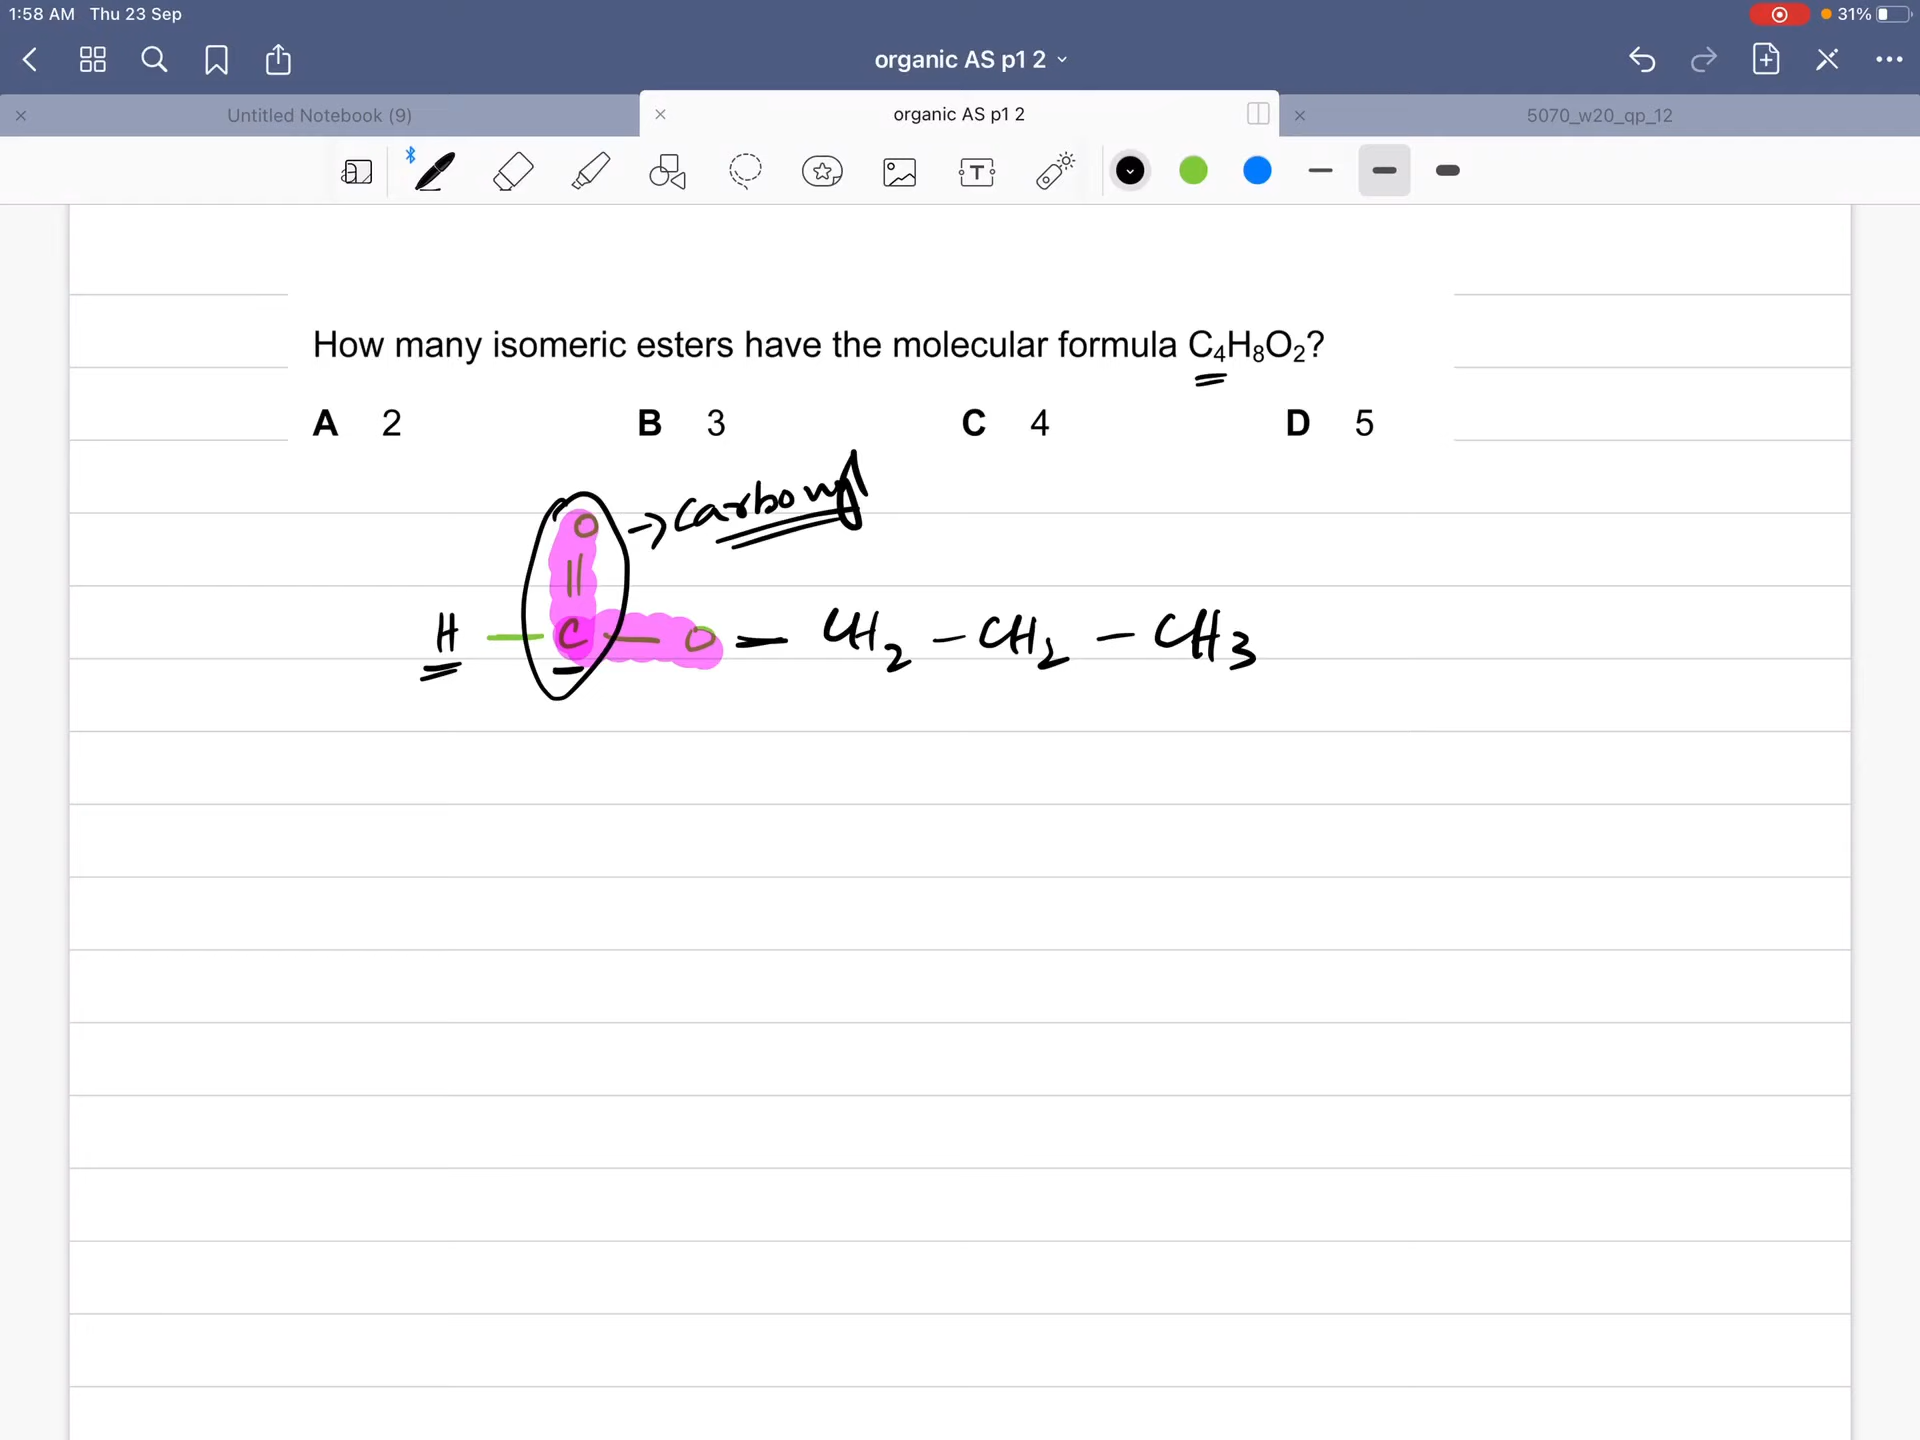 1:58 AM Thu 23 Sep
31%
organic AS p1 2
Untitled Notebook (9)
organic AS p1 2
5070_w20_qp_12
How many isomeric esters have the molecular formula C₄H₈O₂?
A 2 B 3 C 4 D 5
O → carbonyl
||
H — C — O — CH₂ — CH₂ — CH₃